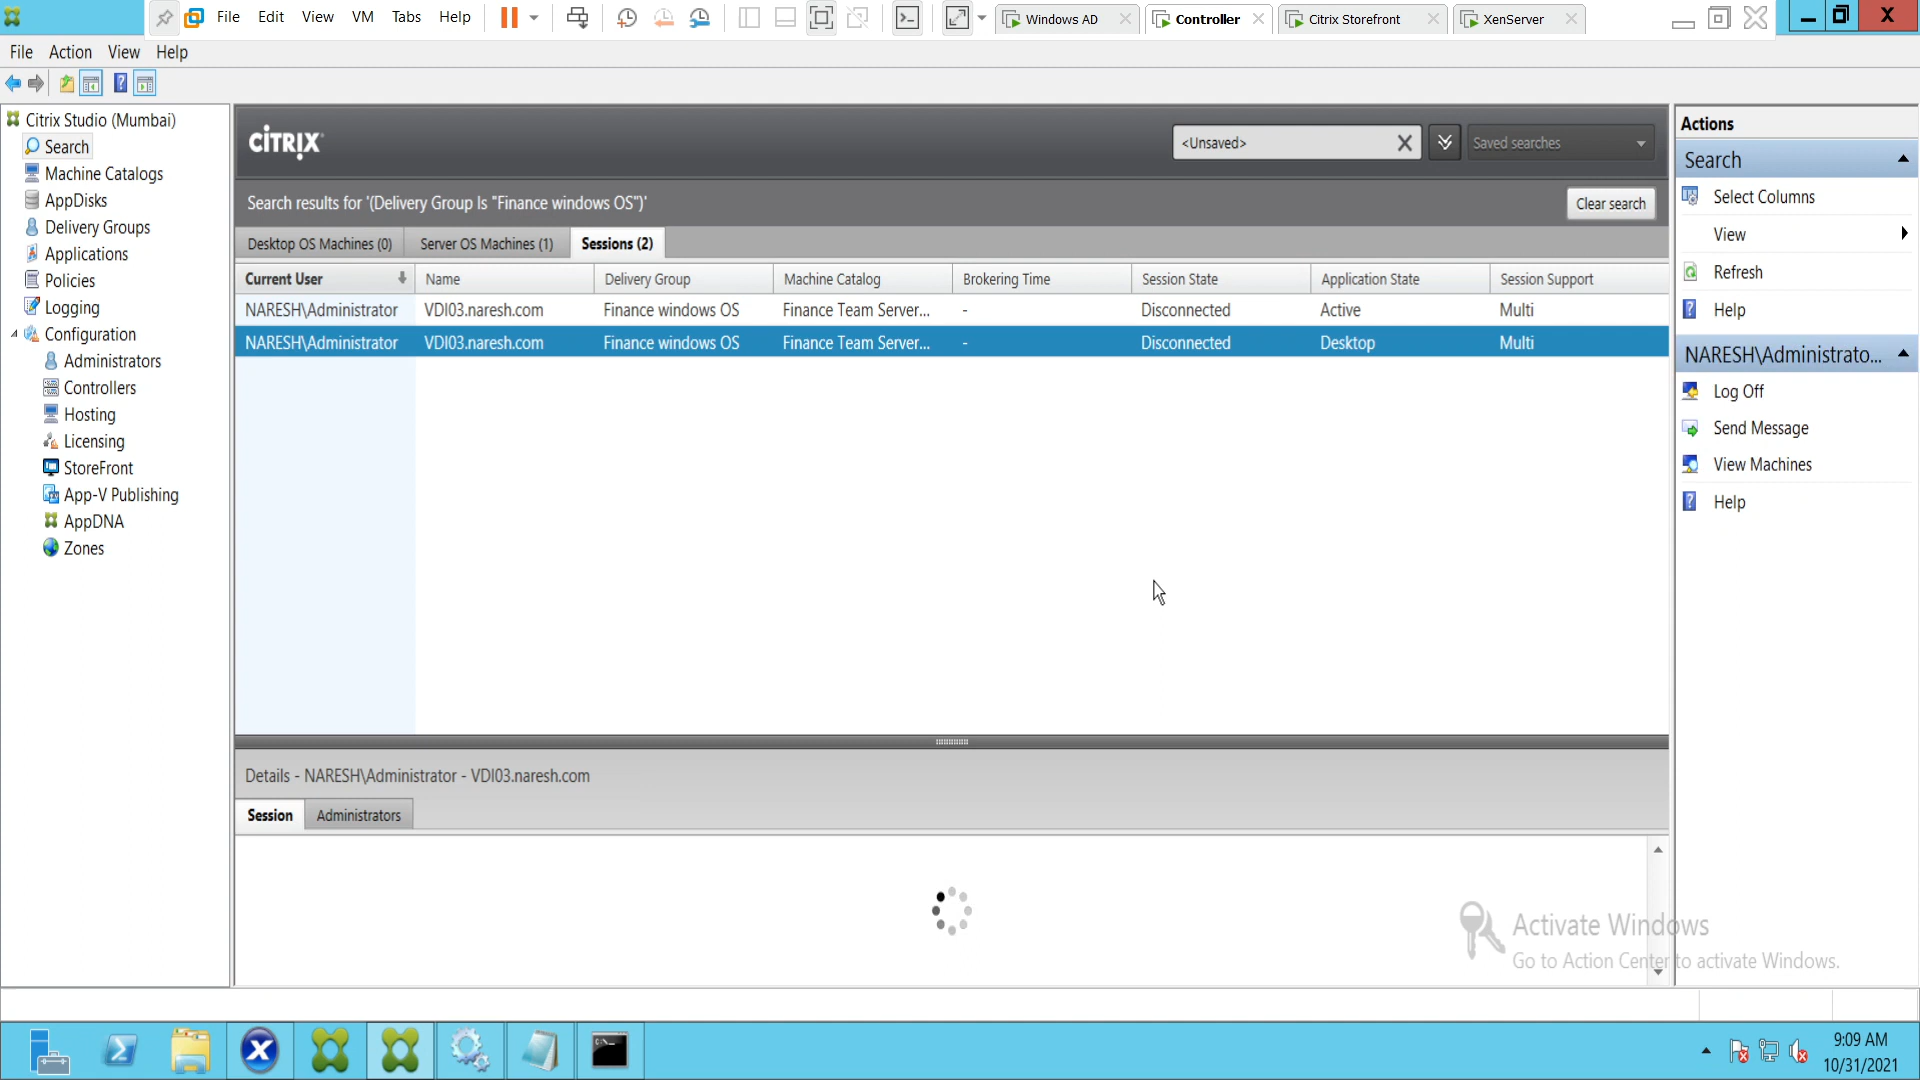 File Edit View VM Tabs Help
Windows AD
Controller
Citrix Storefront
XenServer
File Action View Help
Citrix Studio (Mumbai)
Search
Machine Catalogs
AppDisks
Delivery Groups
Applications
Policies
Logging
Configuration
Administrators
Controllers
Hosting
Licensing
StoreFront
App-V Publishing
AppDNA
Zones
CITRIX
<Unsaved>
Saved searches
Search results for '(Delivery Group Is "Finance windows OS")'
Clear search
Desktop OS Machines (0) Server OS Machines (1) Sessions (2)
Current User Name Delivery Group Machine Catalog Brokering Time Session State Application State Session Support
NARESH\Administrator VDI03.naresh.com Finance windows OS Finance Team Server... - Disconnected Active Multi
NARESH\Administrator VDI03.naresh.com Finance windows OS Finance Team Server... - Disconnected Desktop Multi
Details - NARESH\Administrator - VDI03.naresh.com
Session Administrators
Actions
Search
Select Columns
View
Refresh
Help
NARESH\Administrato...
Log Off
Send Message
View Machines
Help
Activate Windows
Go to Action Center to activate Windows.
9:09 AM
10/31/2021